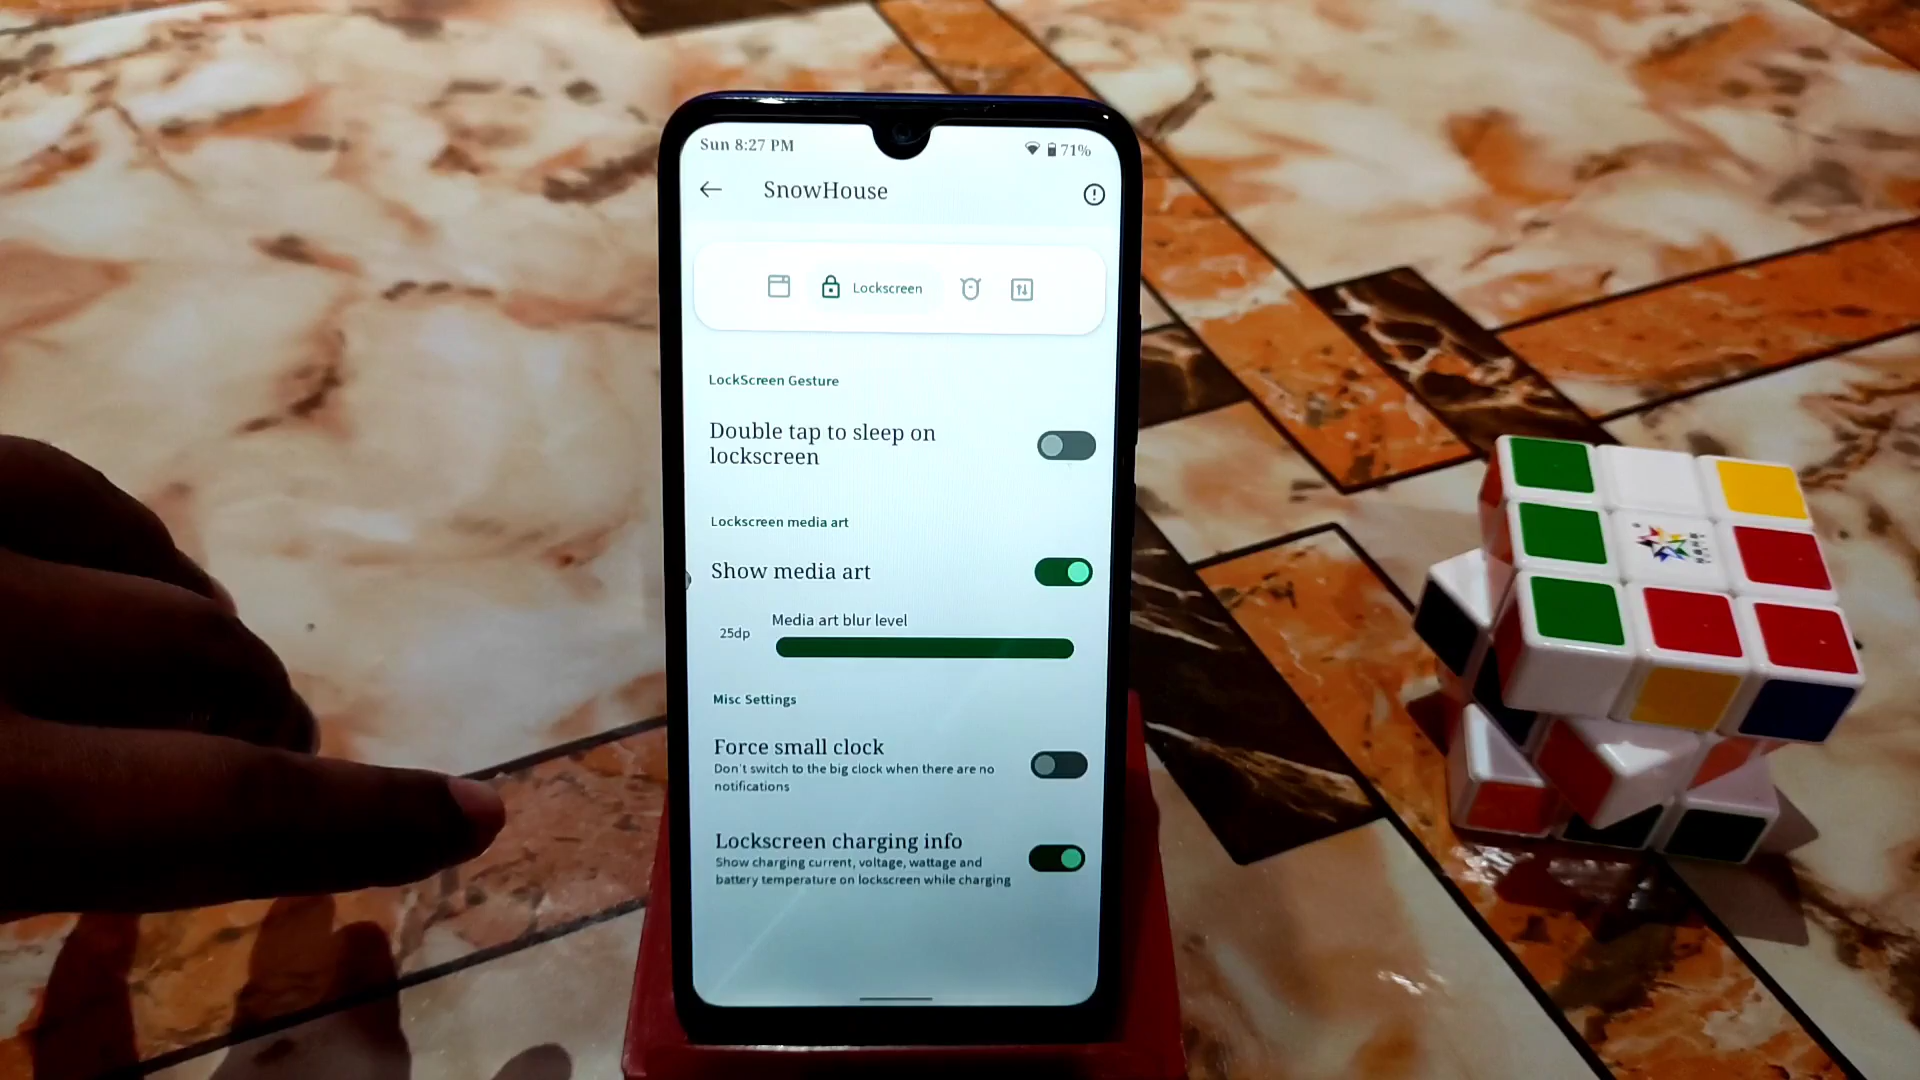 Sun 8:27 PM
71%
SnowHouse
Lockscreen
LockScreen Gesture
Double tap to sleep on
lockscreen
Lockscreen media art
Show media art
Media art blur level
25dp
Misc Settings
Force small clock
Don't switch to the big clock when there are no
notifications
Lockscreen charging info
Show charging current, voltage, wattage and
battery temperature on lockscreen while charging